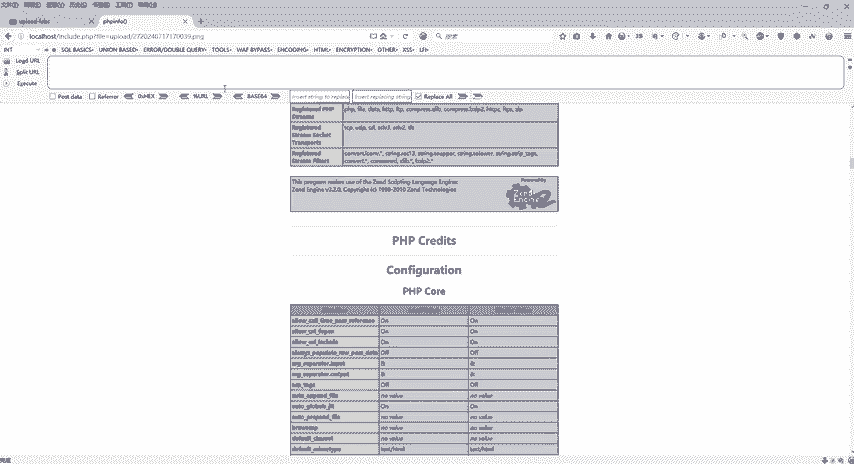 upload-labs
phpinfo()
localhost/include.php?file=upload/2720240717170039.png
搜索
INT
SQL BASICS▾ UNION BASED▾ ERROR/DOUBLE QUERY▾ TOOLS▾ WAF BYPASS▾ ENCODING▾ HTML▾ ENCRYPTION▾ OTHER▾ XSS▾ LFI▾
Load URL
Split URL
Execute
Post data Referrer 0xHEX %URL BASE64 Insert string to replace Insert replacing string Replace All
Registered PHP Streams
php, file, data, http, ftp, compress.zlib, compress.bzip2, https, ftps, zip
Registered Stream Socket Transports
tcp, udp, ssl, sslv3, sslv2, tls
Registered Stream Filters
convert.iconv.*, string.rot13, string.toupper, string.tolower, string.strip_tags, convert.*, consumed, zlib.*, bzip2.*
This program makes use of the Zend Scripting Language Engine:
Zend Engine v2.2.0, Copyright (c) 1998-2010 Zend Technologies
Powered By
Zend Engine 2
PHP Credits
Configuration
PHP Core
allow_call_time_pass_reference On On
allow_url_fopen On On
allow_url_include On On
always_populate_raw_post_data Off Off
arg_separator.input & &
arg_separator.output & &
asp_tags Off Off
auto_append_file no value no value
auto_globals_jit On On
auto_prepend_file no value no value
browscap no value no value
default_charset no value no value
default_mimetype text/html text/html